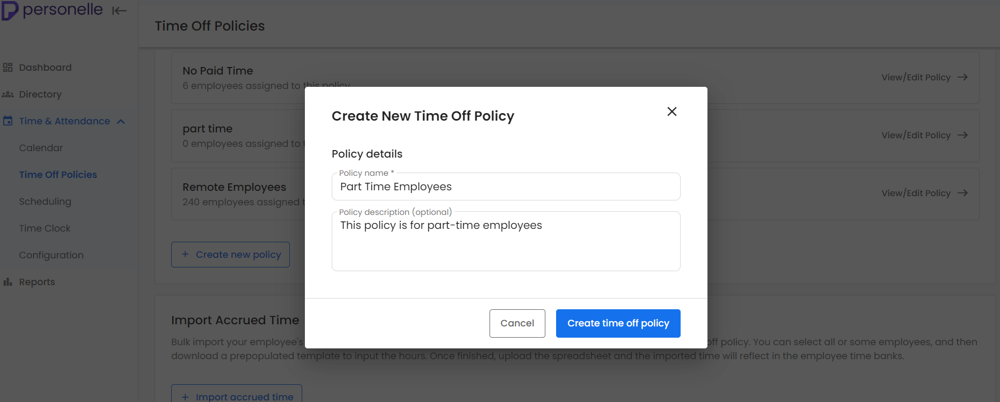 personelle
Time Off Policies
Dashboard
Directory
Time & Attendance
Calendar
Time Off Policies
Scheduling
Time Clock
Configuration
Reports
No Paid Time
6 employees assigned to this policy
View/Edit Policy
part time
0 employees assigned to
View/Edit Policy
Remote Employees
240 employees assigned
View/Edit Policy
+ Create new policy
Create New Time Off Policy
Policy details
Policy name *
Part Time Employees
Policy description (optional)
This policy is for part-time employees
Cancel
Create time off policy
Import Accrued Time
Bulk import your employee's off policy. You can select all or some employees, and then
download a prepopulated template to input the hours. Once finished, upload the spreadsheet and the imported time will reflect in the employee time banks.
+ Import accrued time